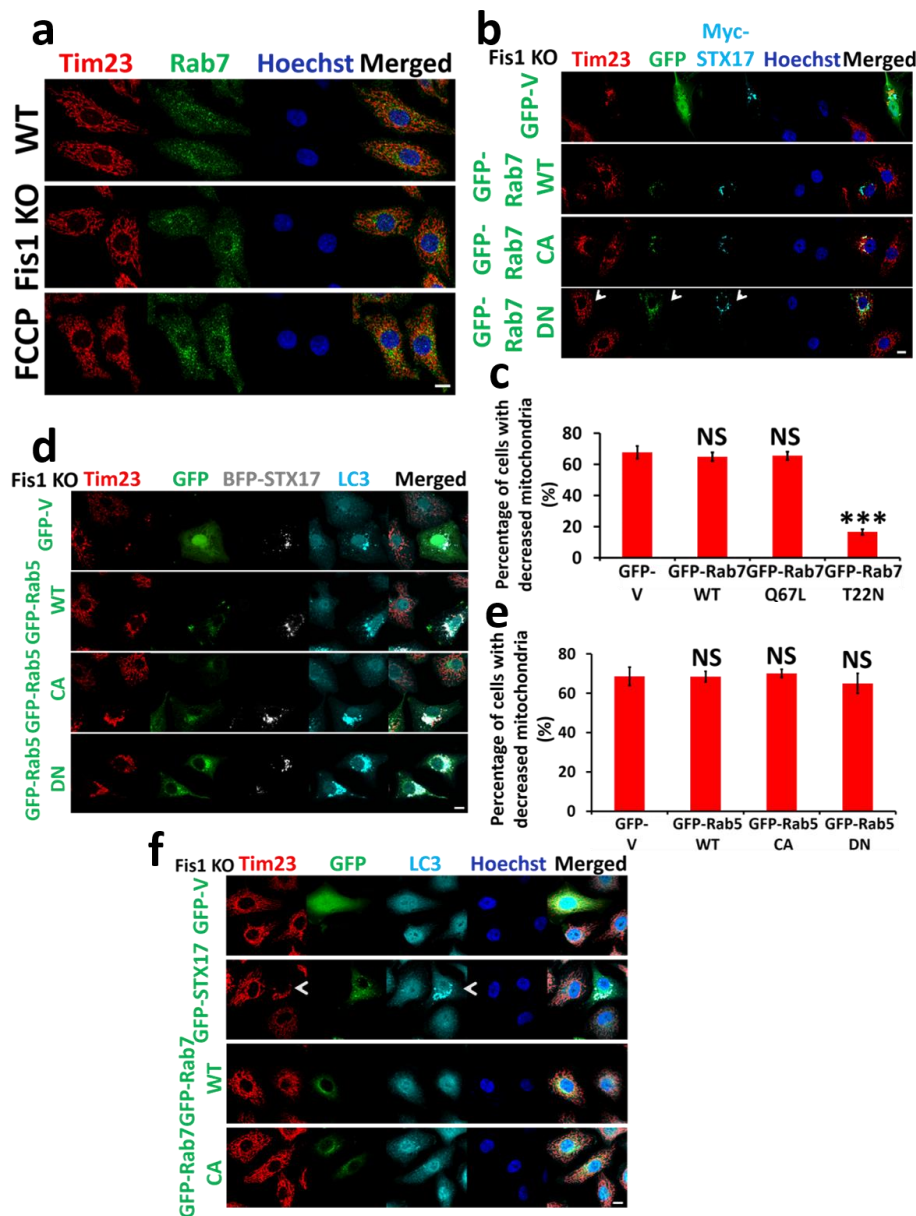 a
Tim23 Rab7 Hoechst Merged
WT
Fis1 KO
FCCP
b
Fis1 KO Tim23 GFP Myc-STX17 Hoechst Merged
GFP-V
GFP-Rab7 WT
GFP-Rab7 CA
GFP-Rab7 DN
c
Percentage of cells with decreased mitochondria (%)
80
60
40
20
0
NS NS ***
GFP-V GFP-Rab7 WT GFP-Rab7 Q67L GFP-Rab7 T22N
d
Fis1 KO Tim23 GFP BFP-STX17 LC3 Merged
GFP-V
GFP-Rab5 WT
GFP-Rab5 CA
GFP-Rab5 DN
e
Percentage of cells with decreased mitochondria (%)
80
60
40
20
0
NS NS NS
GFP-V GFP-Rab5 WT GFP-Rab5 CA GFP-Rab5 DN
f
Fis1 KO Tim23 GFP LC3 Hoechst Merged
GFP-V
GFP-STX17
GFP-Rab7 WT
GFP-Rab7 CA